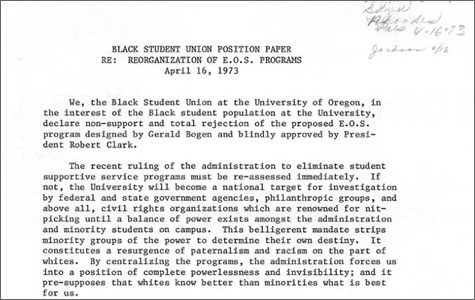 4-16-73
Jackson 4/16
BLACK STUDENT UNION POSITION PAPER
RE: REORGANIZATION OF E.O.S. PROGRAMS
April 16, 1973
We, the Black Student Union at the University of Oregon, in
the interest of the Black student population at the University,
declare non-support and total rejection of the proposed E.O.S.
program designed by Gerald Bogen and blindly approved by Presi-
dent Robert Clark.
The recent ruling of the administration to eliminate student
supportive service programs must be re-assessed immediately. If
not, the University will become a national target for investigation
by federal and state government agencies, philanthropic groups, and
above all, civil rights organizations which are renowned for nit-
picking until a balance of power exists amongst the administration
and minority students on campus. This belligerent mandate strips
minority groups of the power to determine their own destiny. It
constitutes a resurgence of paternalism and racism on the part of
whites. By centralizing the programs, the administration forces us
into a position of complete powerlessness and invisibility; and it
pre-supposes that whites know better than minorities what is best
for us.